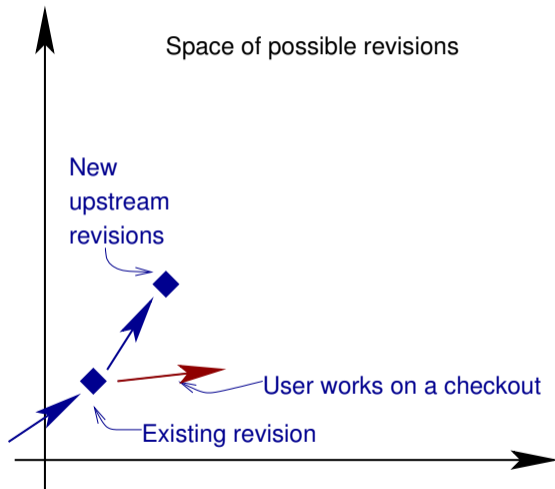 Space of possible revisions
New
upstream
revisions
User works on a checkout
Existing revision